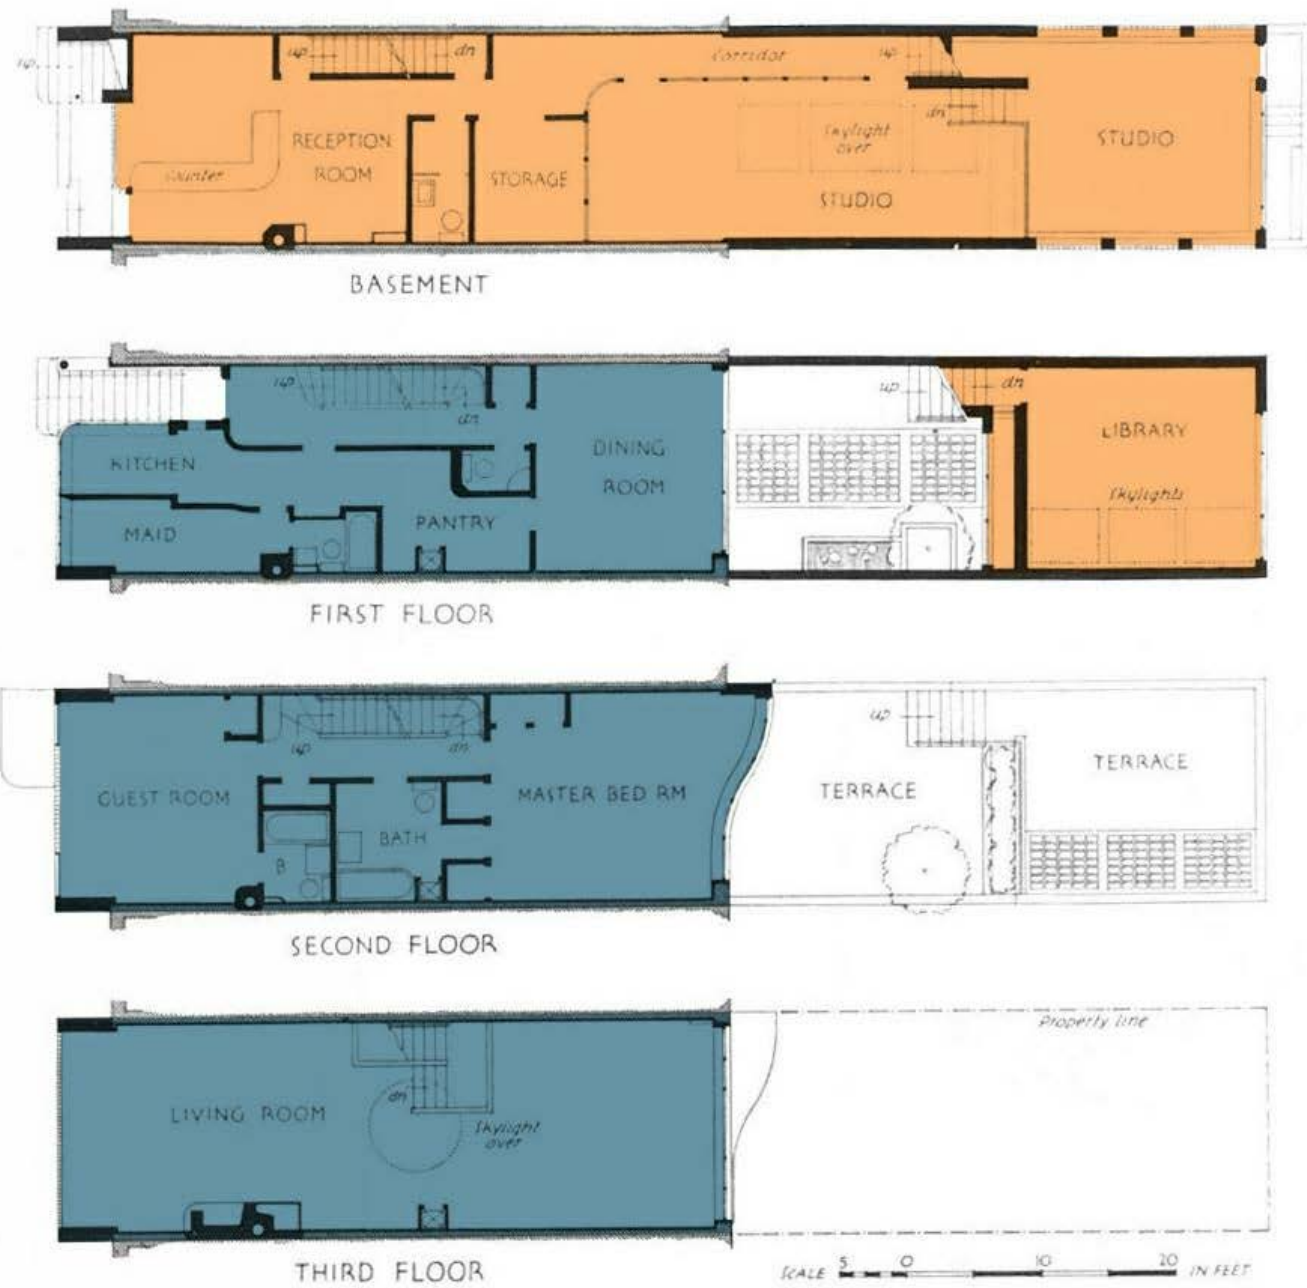 up
up
dn
Corridor
up
RECEPTION
ROOM
Counter
STORAGE
Skylight
over
dn
STUDIO
STUDIO
BASEMENT
up
dn
KITCHEN
MAID
PANTRY
DINING
ROOM
up
dn
LIBRARY
Skylights
FIRST FLOOR
up
dn
GUEST ROOM
B
BATH
MASTER BED RM
up
TERRACE
TERRACE
SECOND FLOOR
Property line
LIVING ROOM
dn
Skylight
over
THIRD FLOOR
SCALE 5 0 10 20 IN FEET